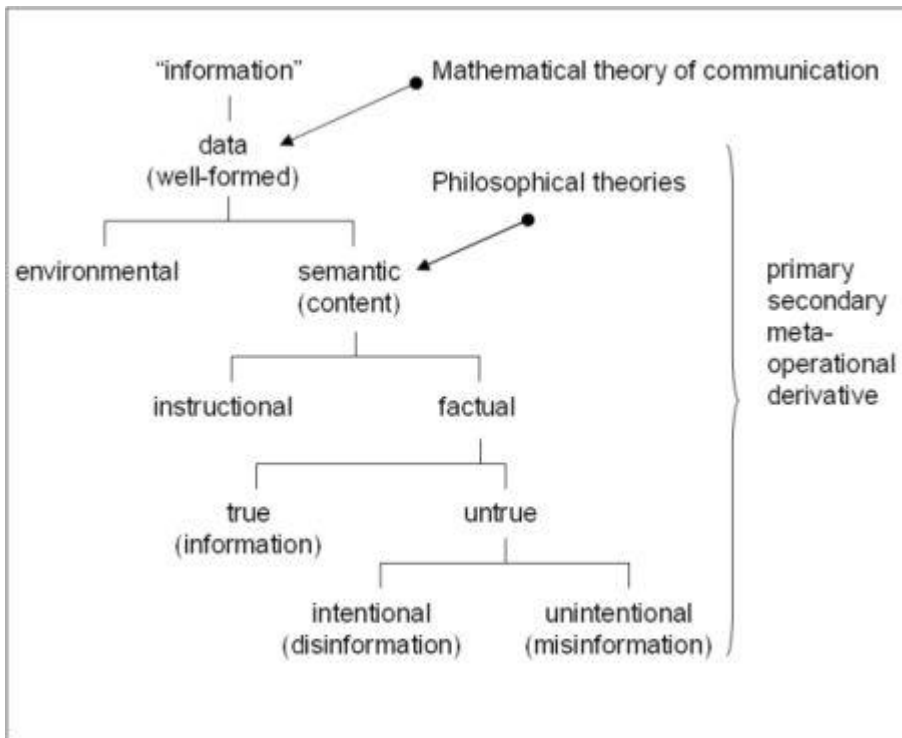 “information”
Mathematical theory of communication
data
(well-formed)
Philosophical theories
environmental
semantic
(content)
primary
secondary
meta-
operational
derivative
instructional
factual
true
(information)
untrue
intentional
(disinformation)
unintentional
(misinformation)